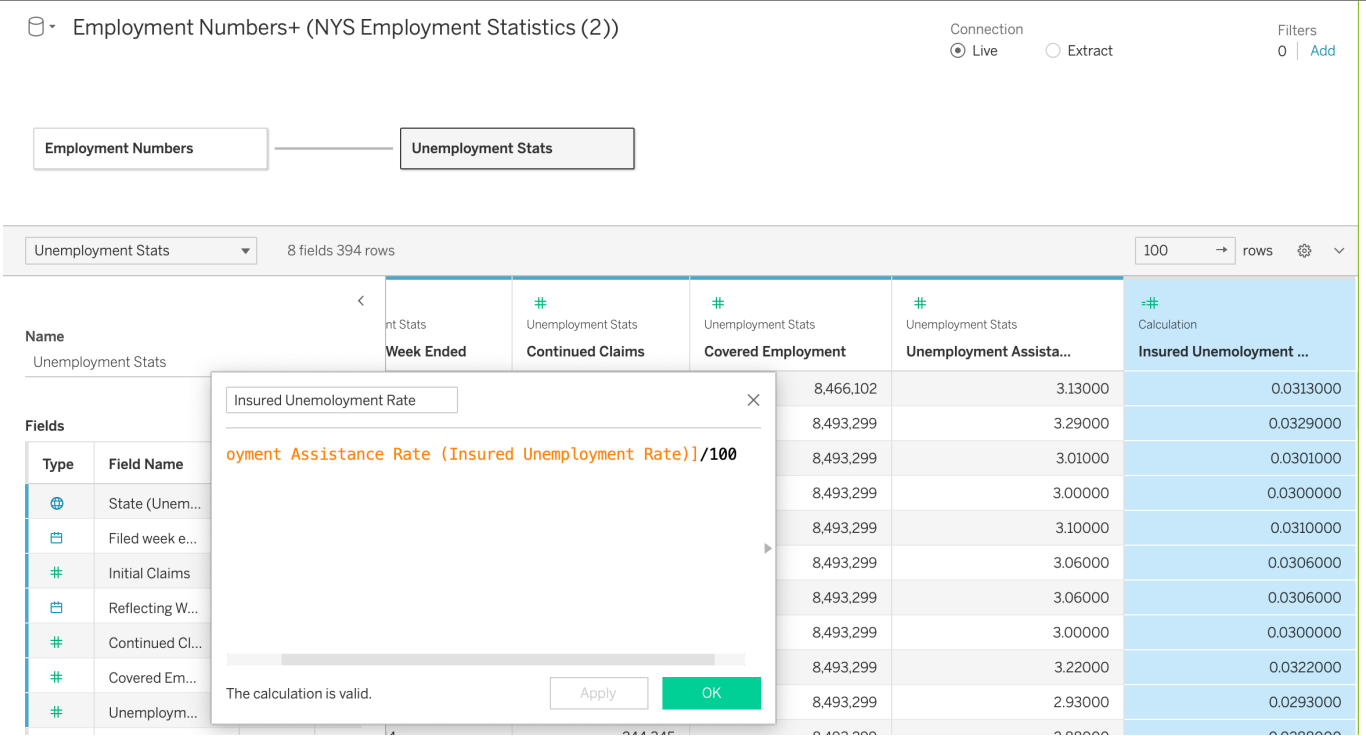 Employment Numbers+ (NYS Employment Statistics (2))
Connection
Live
Extract
Filters
0
Add
Employment Numbers
Unemployment Stats
Unemployment Stats
8 fields 394 rows
100 → rows
Name
Unemployment Stats
Fields
Type Field Name
State (Unem...
Filed week e...
Initial Claims
Reflecting W...
Continued Cl...
Covered Em...
Unemploym...
nt Stats
Week Ended
Unemployment Stats
Continued Claims
Unemployment Stats
Covered Employment
Unemployment Stats
Unemployment Assista...
Calculation
Insured Unemoloyment ...
8,466,102 3.13000 0.0313000
8,493,299 3.29000 0.0329000
8,493,299 3.01000 0.0301000
8,493,299 3.00000 0.0300000
8,493,299 3.10000 0.0310000
8,493,299 3.06000 0.0306000
8,493,299 3.06000 0.0306000
8,493,299 3.00000 0.0300000
8,493,299 3.22000 0.0322000
8,493,299 2.93000 0.0293000
Insured Unemoloyment Rate
oyment Assistance Rate (Insured Unemployment Rate)]/100
The calculation is valid.
Apply
OK